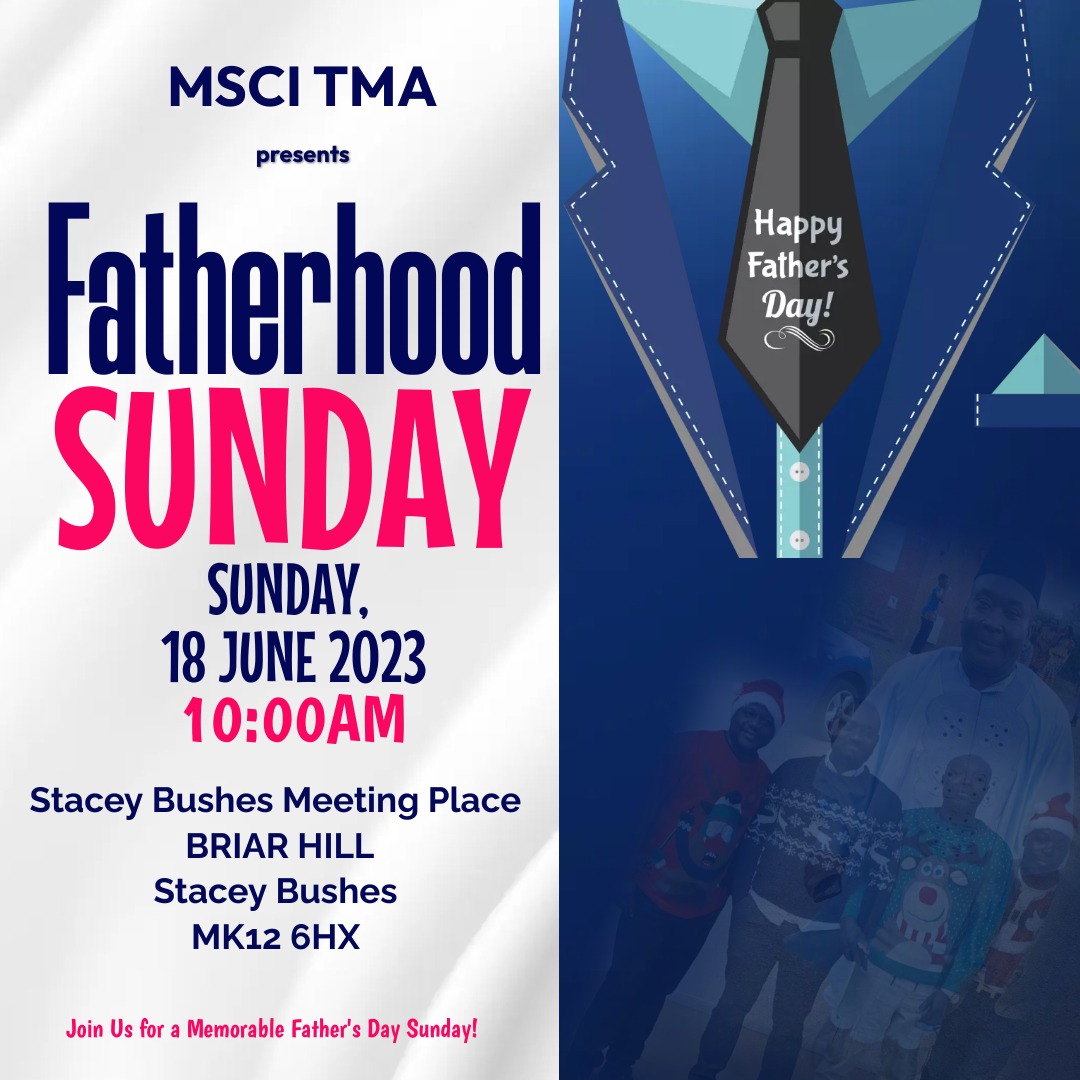 MSCI TMA
presents
Fatherhood
SUNDAY
SUNDAY,
18 JUNE 2023
10:00AM
Stacey Bushes Meeting Place
BRIAR HILL
Stacey Bushes
MK12 6HX
Join Us for a Memorable Father's Day Sunday!
Happy
Father's
Day!